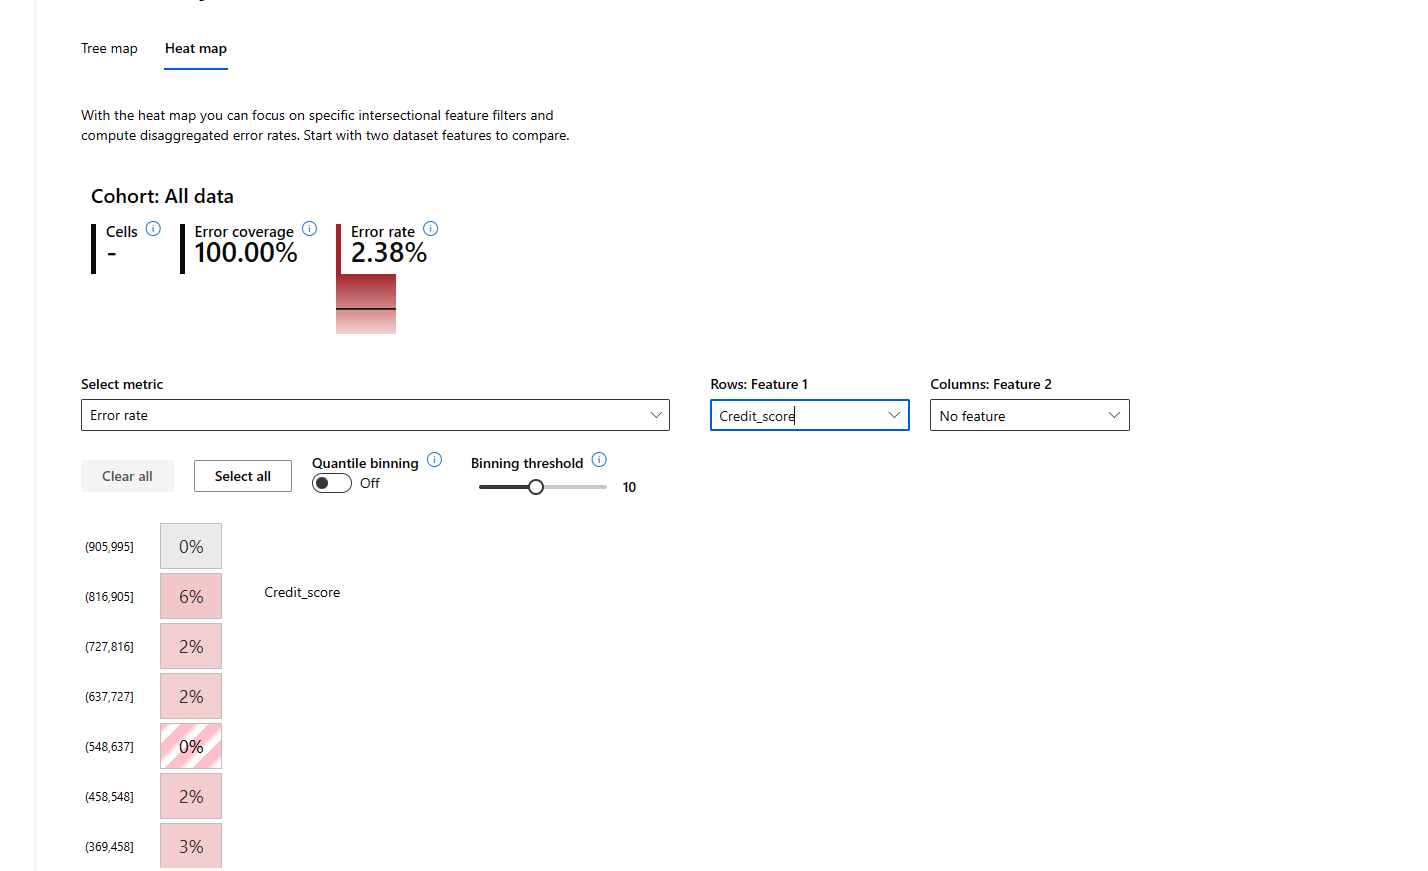 Tree map
Heat map
With the heat map you can focus on specific intersectional feature filters and
compute disaggregated error rates. Start with two dataset features to compare.
Cohort: All data
Cells
-
Error coverage
100.00%
Error rate
2.38%
Select metric
Error rate
Rows: Feature 1
Credit_score
Columns: Feature 2
No feature
Clear all
Select all
Quantile binning
Off
Binning threshold
10
(905,995] 0%
(816,905] 6%
Credit_score
(727,816] 2%
(637,727] 2%
(548,637] 0%
(458,548] 2%
(369,458] 3%